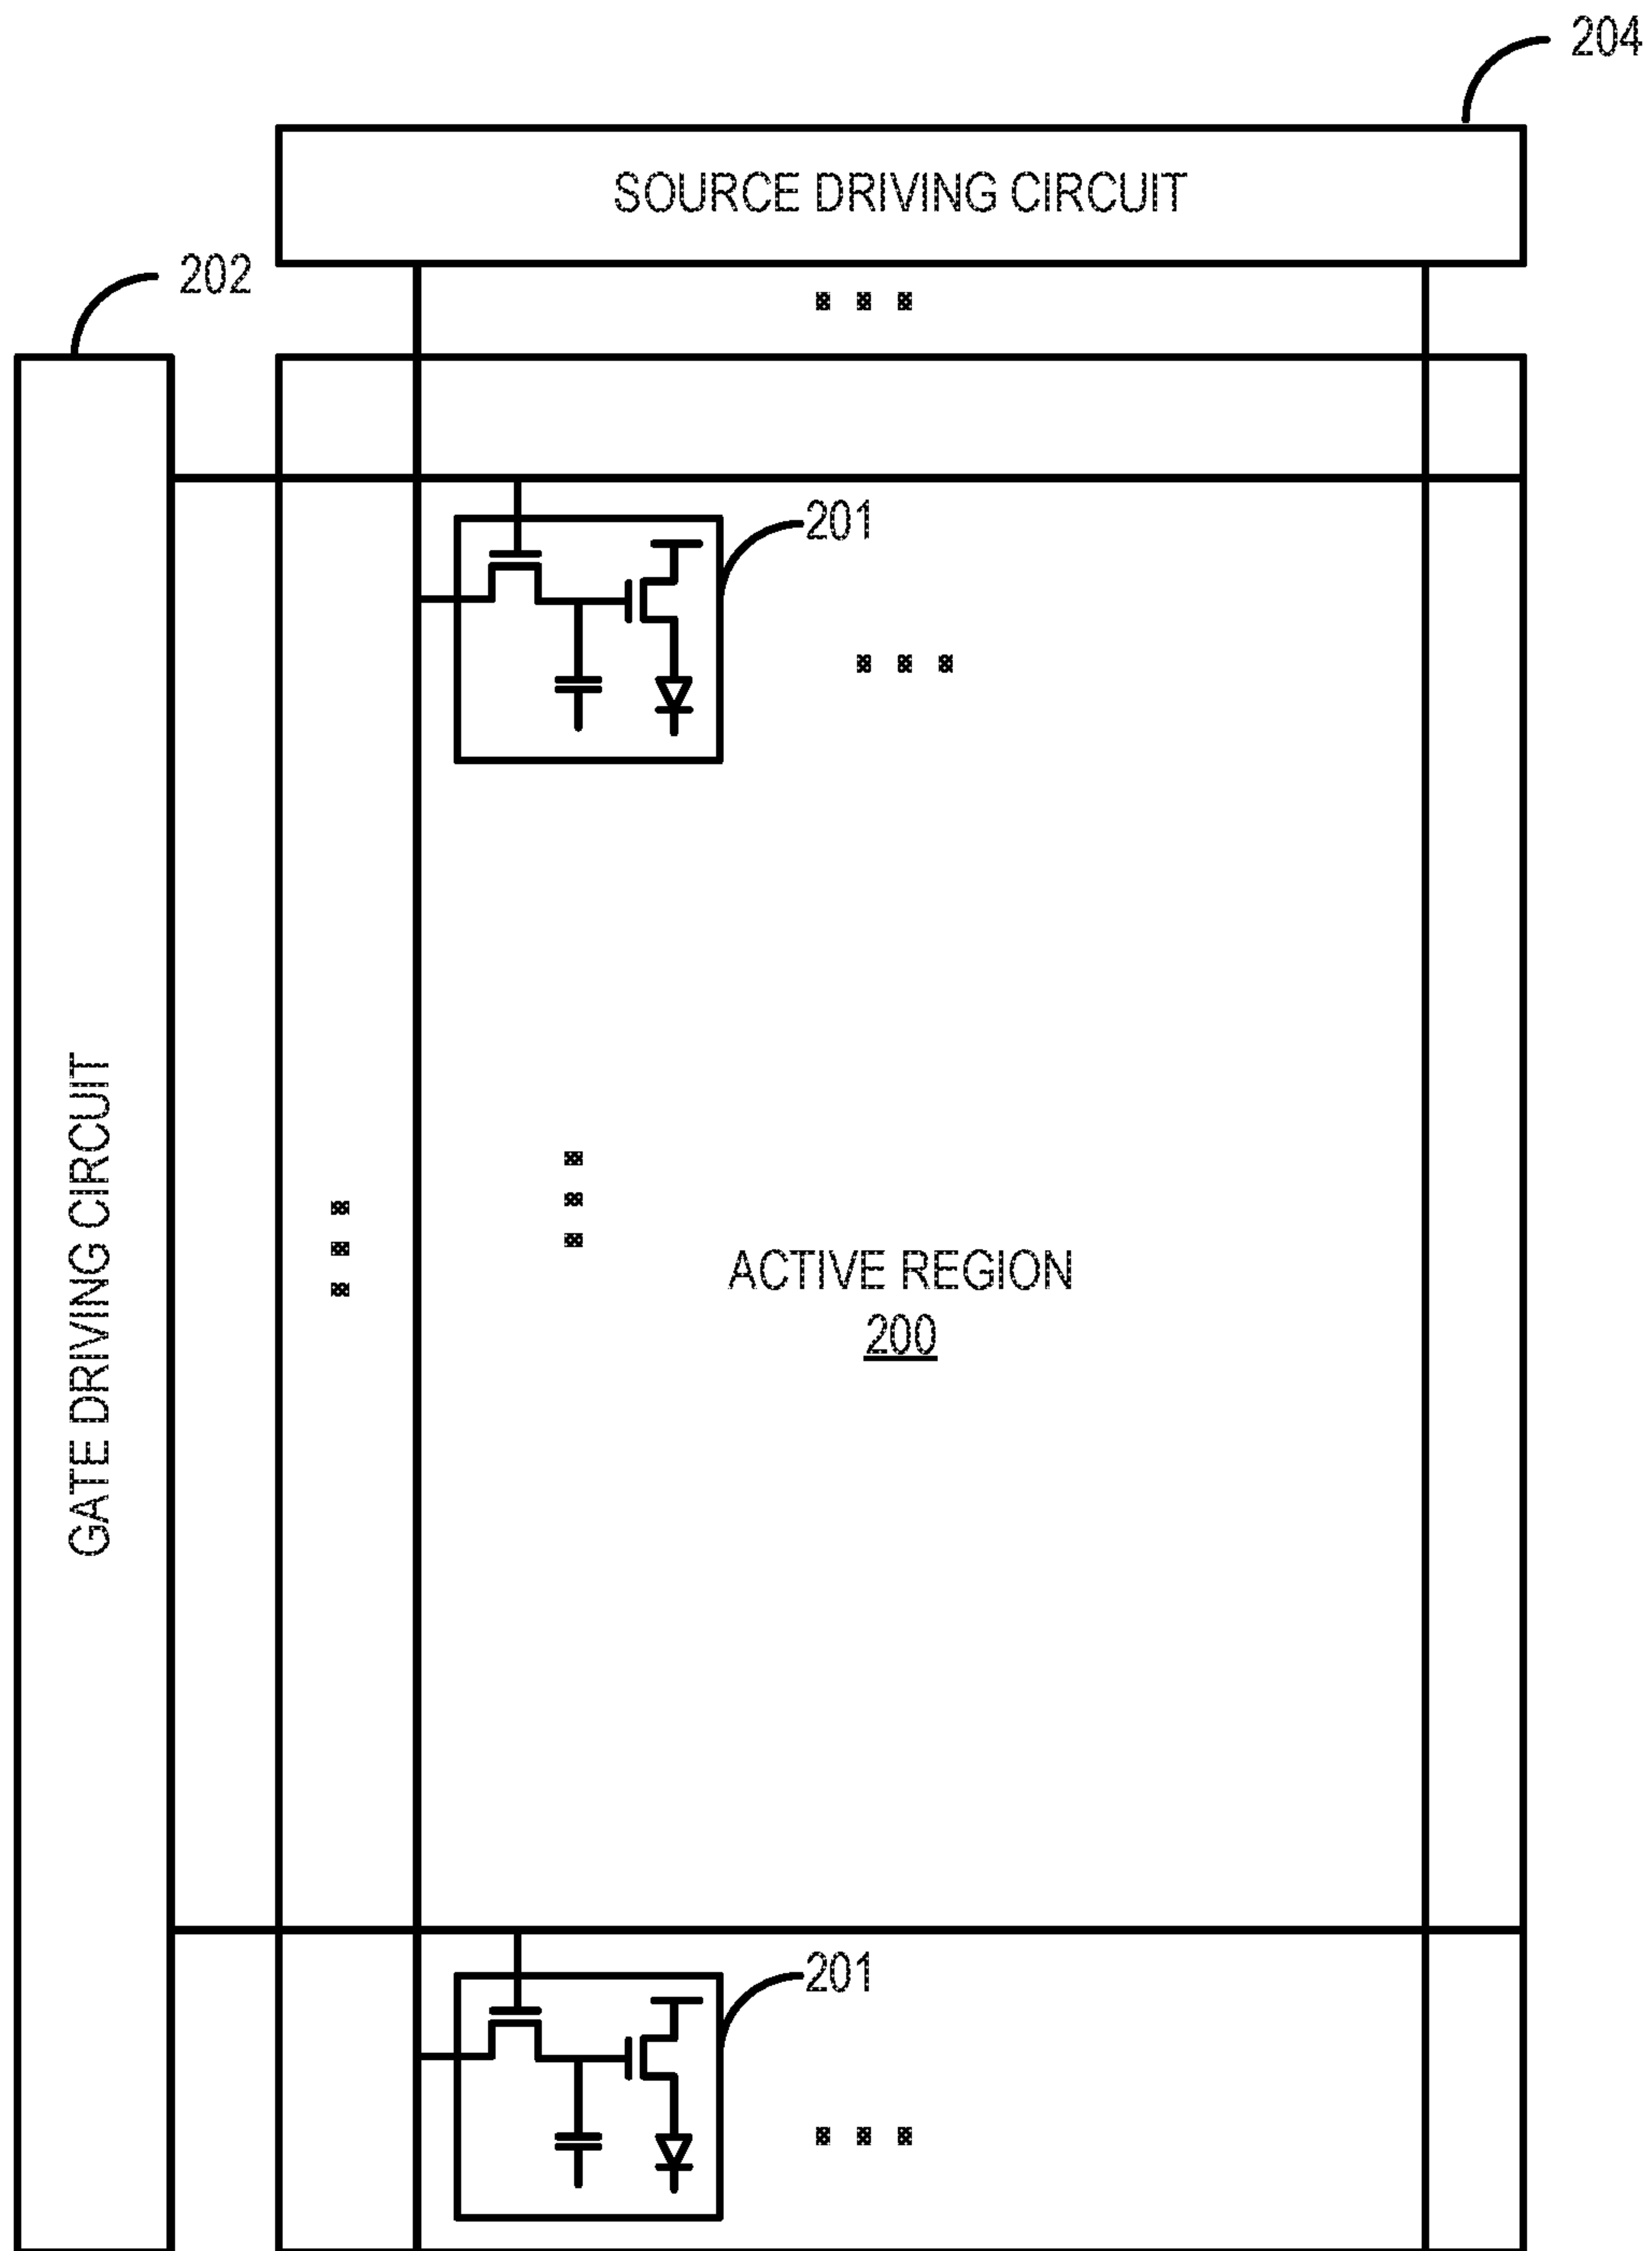 204
SOURCE DRIVING CIRCUIT
202
201
GATE DRIVING CIRCUIT
ACTIVE REGION
200
201